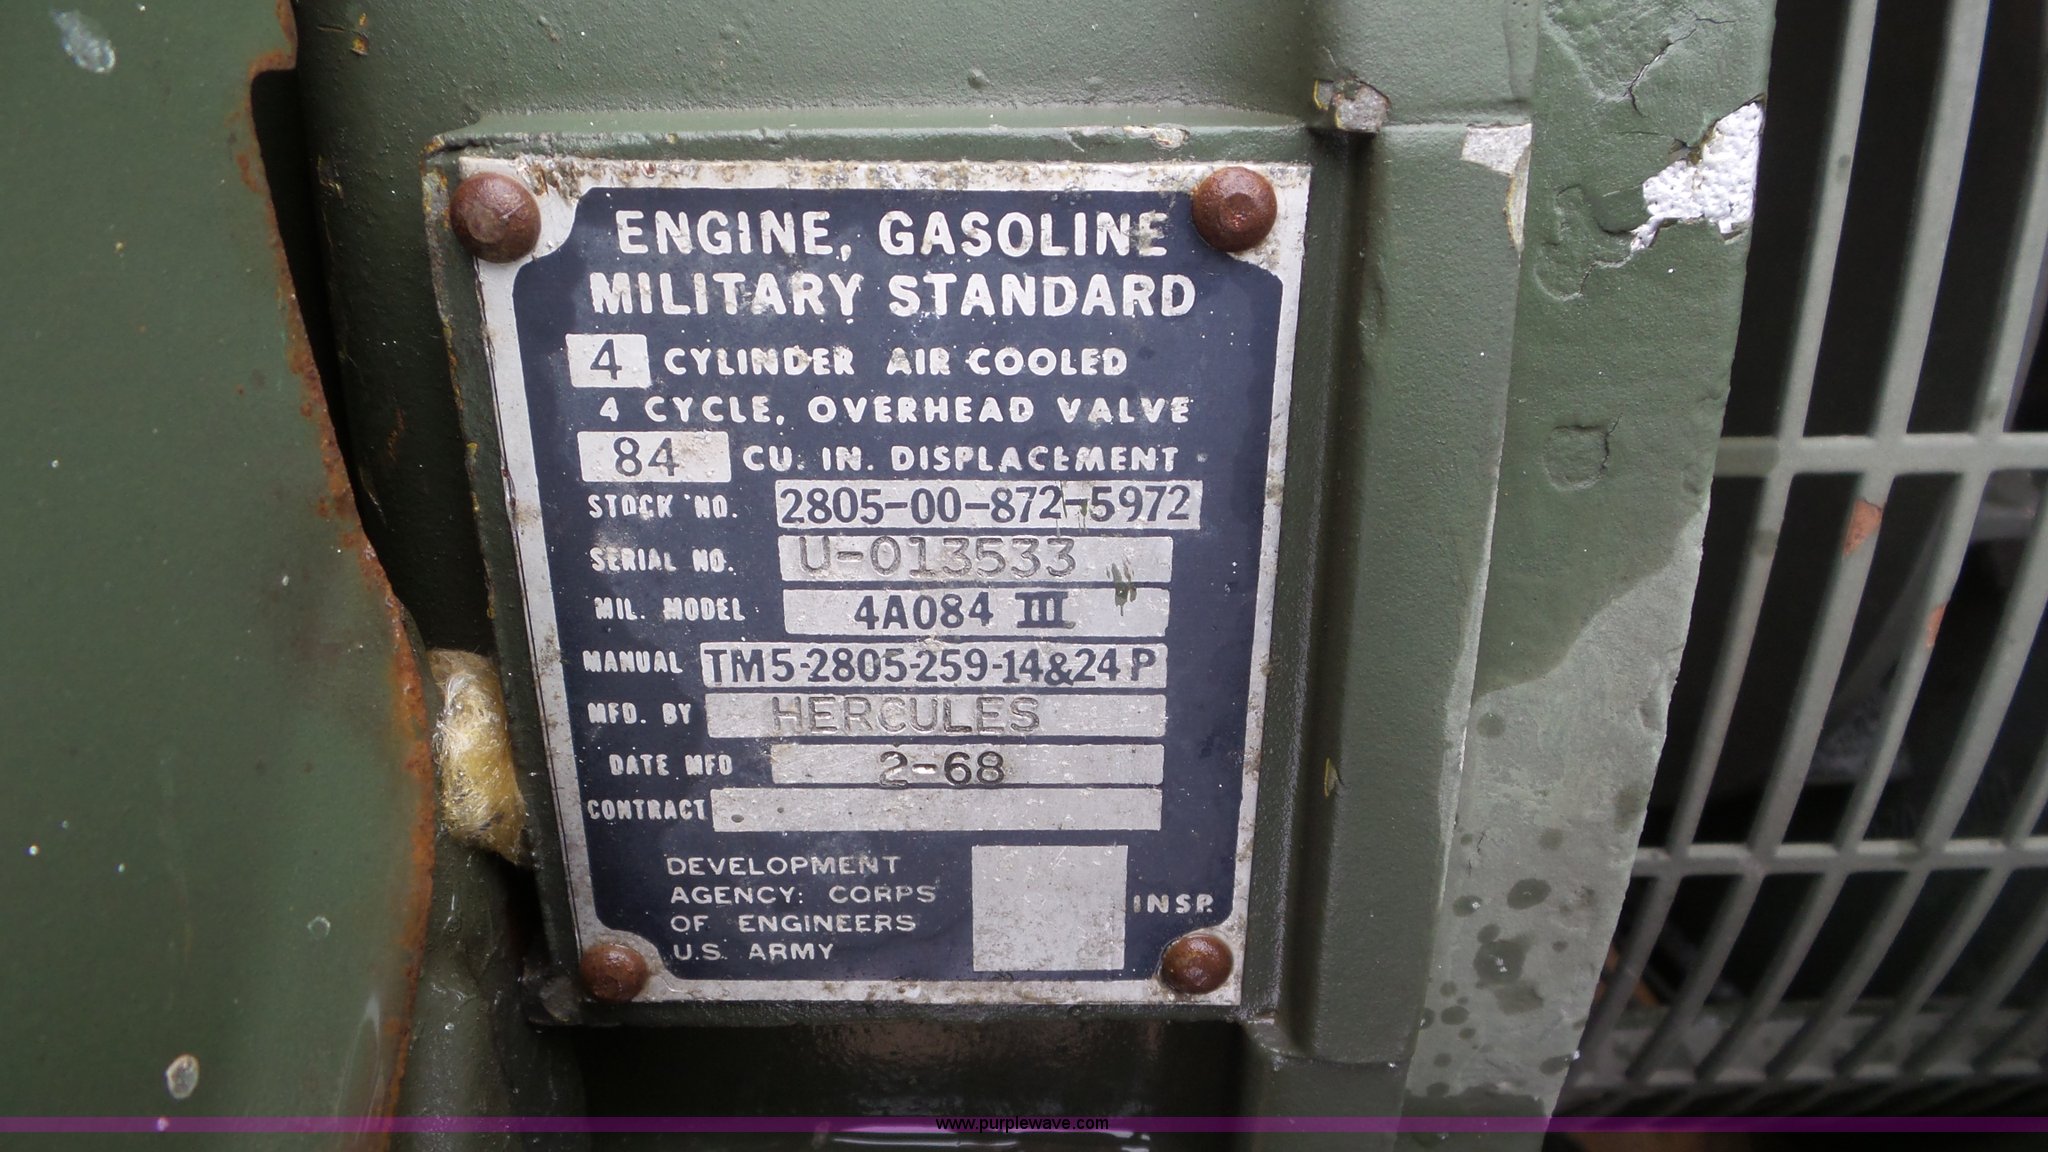 ENGINE, GASOLINE
MILITARY STANDARD
4 CYLINDER AIR COOLED
4 CYCLE, OVERHEAD VALVE
84 CU. IN. DISPLACEMENT
STOCK NO. 2805-00-872-5972
SERIAL NO. U-013533
MIL. MODEL 4A084 III
MANUAL TM5-2805-259-14&24P
MFD. BY HERCULES
DATE MFD 2-68
CONTRACT
DEVELOPMENT
AGENCY: CORPS
OF ENGINEERS
U.S. ARMY
INSP.
www.purplewave.com